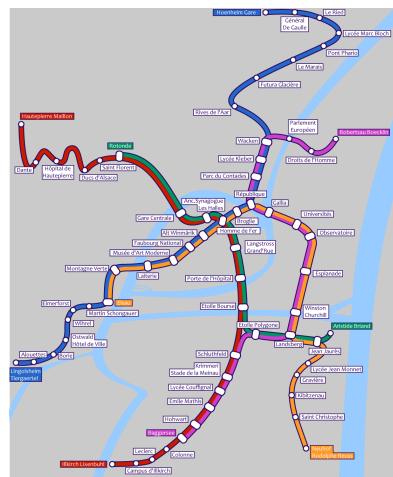 Hoenheim Gare
Le Ried
Général
De Gaulle
Lycée Marc Bloch
Pont Phario
Le Marais
Futura Glacière
Rives de l'Aar
Parlement
Européen
Robertsau Boecklin
Wacken
Droits de l'Homme
Lycée Kleber
Parc du Contades
République
Hautepierre Maillon
Rotonde
Dante
Hôpital de
Hautepierre
Saint Florent
Ducs d'Alsace
Anc.Synagogue
Les Halles
Gallia
Gare Centrale
Universités
Broglie
Homme de Fer
Alt Winmärik
Observatoire
Faubourg National
Langstross
Grand'Rue
Musée d'Art Moderne
Montagne Verte
Laiterie
Esplanade
Porte de l'Hôpital
Elmerforst
Elsau
Martin Schongauer
Etoile Bourse
Winston
Churchill
Wihrel
Etoile Polygone
Aristide Briand
Ostwald
Hôtel de Ville
Landsberg
Jean Jaurès
Alouettes
Borie
Schluthfeld
Lingolsheim
Tiergaertel
Krimmeri
Stade de la Meinau
Lycée Jean Monnet
Gravière
Lycée Couffignal
Kibitzenau
Emile Mathis
Hohwart
Saint Christophe
Baggersee
Leclerc
Colonne
Neuhof
Rodolphe Reuss
Illkirch Lixenbuhl
Campus d'Illkirch